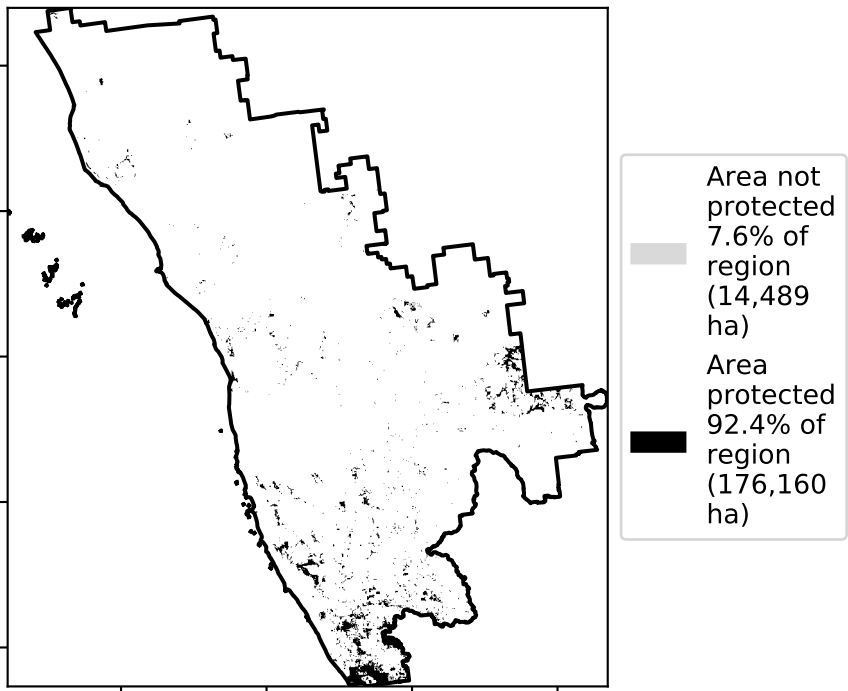 Area not
protected
7.6% of
region
(14,489
ha)
Area
protected
92.4% of
region
(176,160
ha)